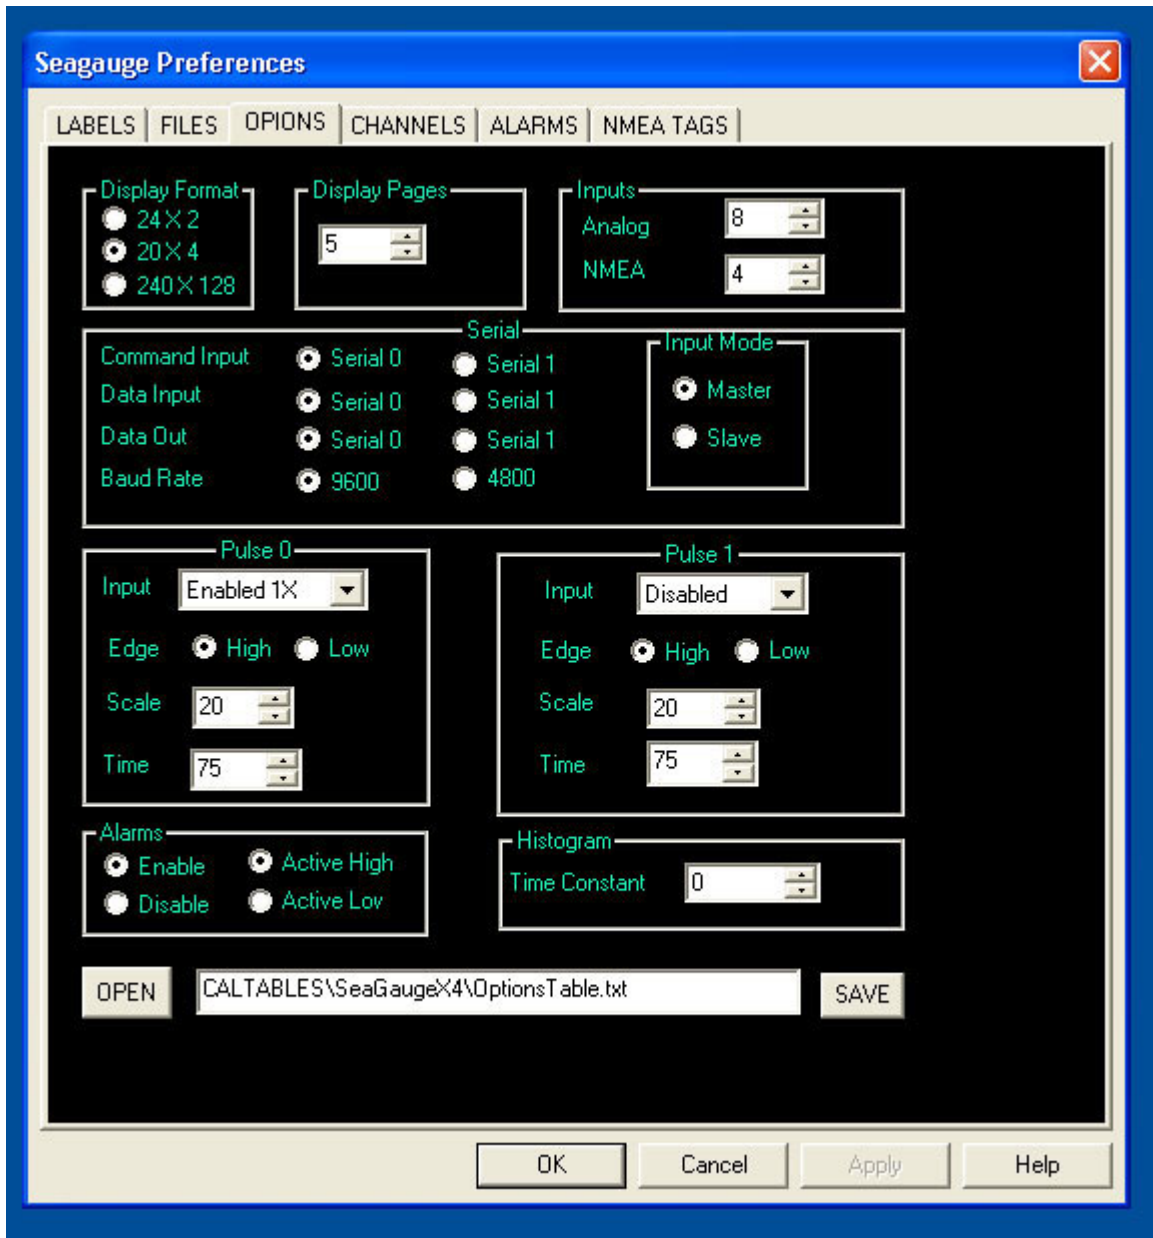 Seagauge Preferences
LABELS FILES OPIONS CHANNELS ALARMS NMEA TAGS
Display Format
24 X 2
20 X 4
240 X 128
Display Pages
5
Inputs
Analog 8
NMEA 4
Serial
Command Input Serial 0 Serial 1
Data Input Serial 0 Serial 1
Data Out Serial 0 Serial 1
Baud Rate 9600 4800
Input Mode
Master
Slave
Pulse 0
Input Enabled 1X
Edge High Low
Scale 20
Time 75
Pulse 1
Input Disabled
Edge High Low
Scale 20
Time 75
Alarms
Enable Active High
Disable Active Lov
Histogram
Time Constant 0
OPEN CALTABLES\SeaGaugeX4\OptionsTable.txt SAVE
OK Cancel Apply Help